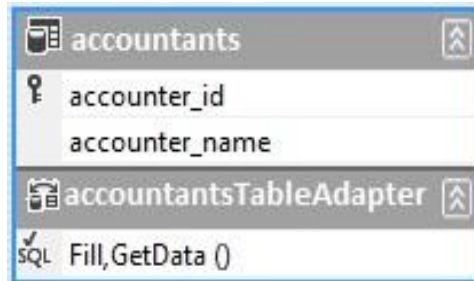 accountants
accounter_id
accounter_name
accountantsTableAdapter
SQL Fill,GetData ()